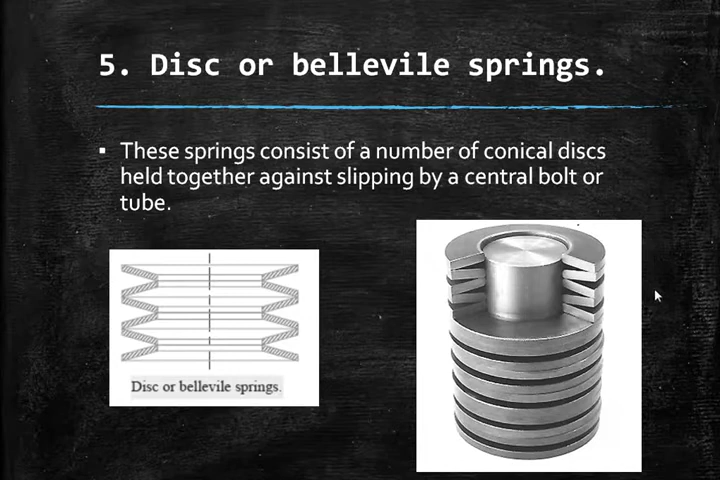 5. Disc or bellevile springs.
▪ These springs consist of a number of conical discs
held together against slipping by a central bolt or
tube.
Disc or bellevile springs.